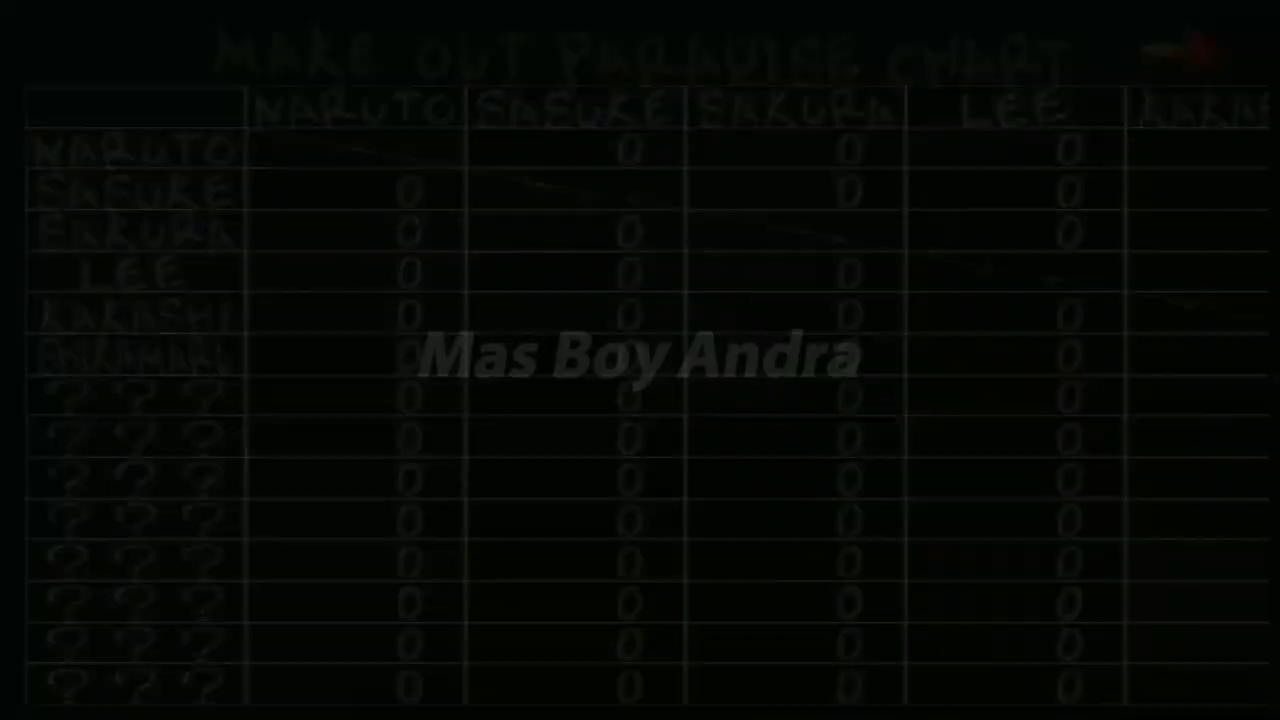 MAKE OUT PARADISE CHART
NARUTO SASUKE SAKURA LEE
NARUTO 0 0 0
SASUKE 0 0 0
SAKURA 0 0 0
LEE 0 0 0
KAKASHI 0 0 0 0
0 0
Mas Boy Andra
? ? ? 0 0 0 0
? ? ? 0 0 0 0
? ? ? 0 0 0 0
? ? ? 0 0 0 0
? ? ? 0 0 0 0
? ? ? 0 0 0 0
? ? ? 0 0 0 0
? ? ? 0 0 0 0